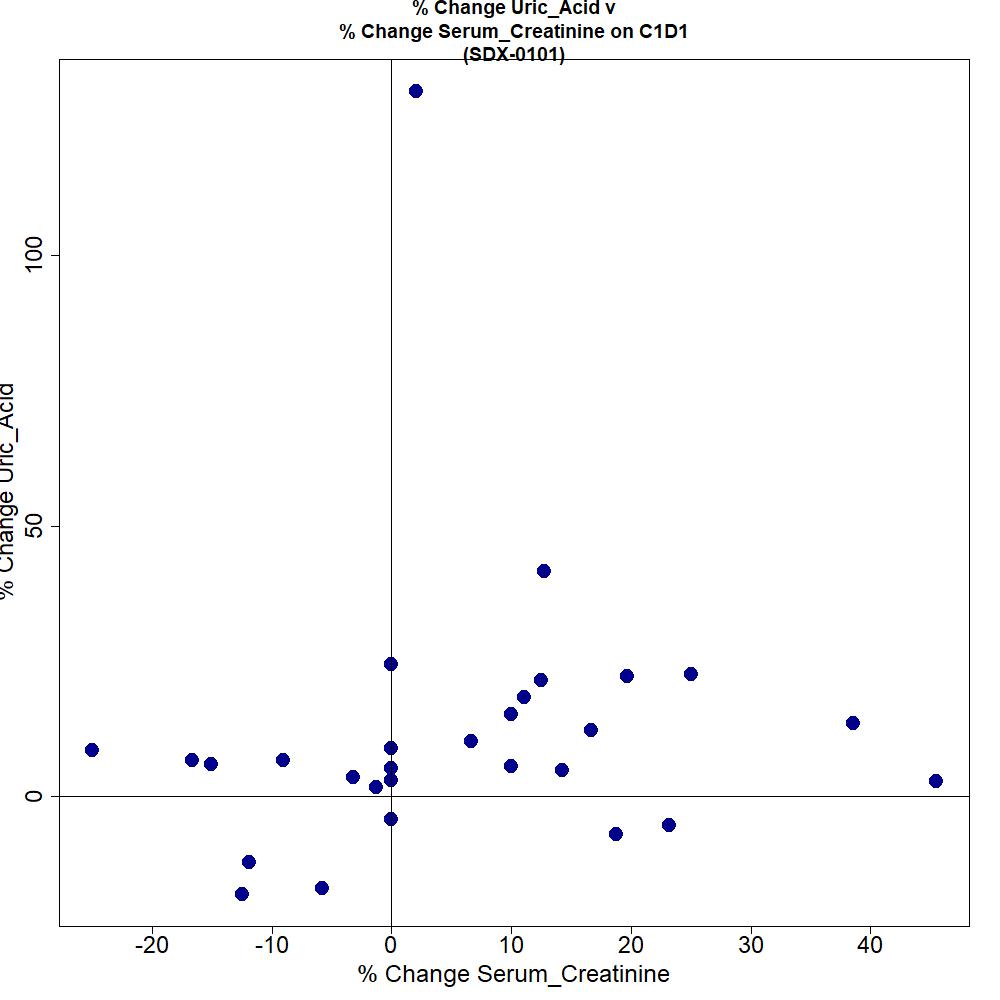 % Change Uric_Acid v
% Change Serum_Creatinine on C1D1
(SDX-0101)
100
50
0
% Change Uric_Acid
-20
-10
0
10
20
30
40
% Change Serum_Creatinine